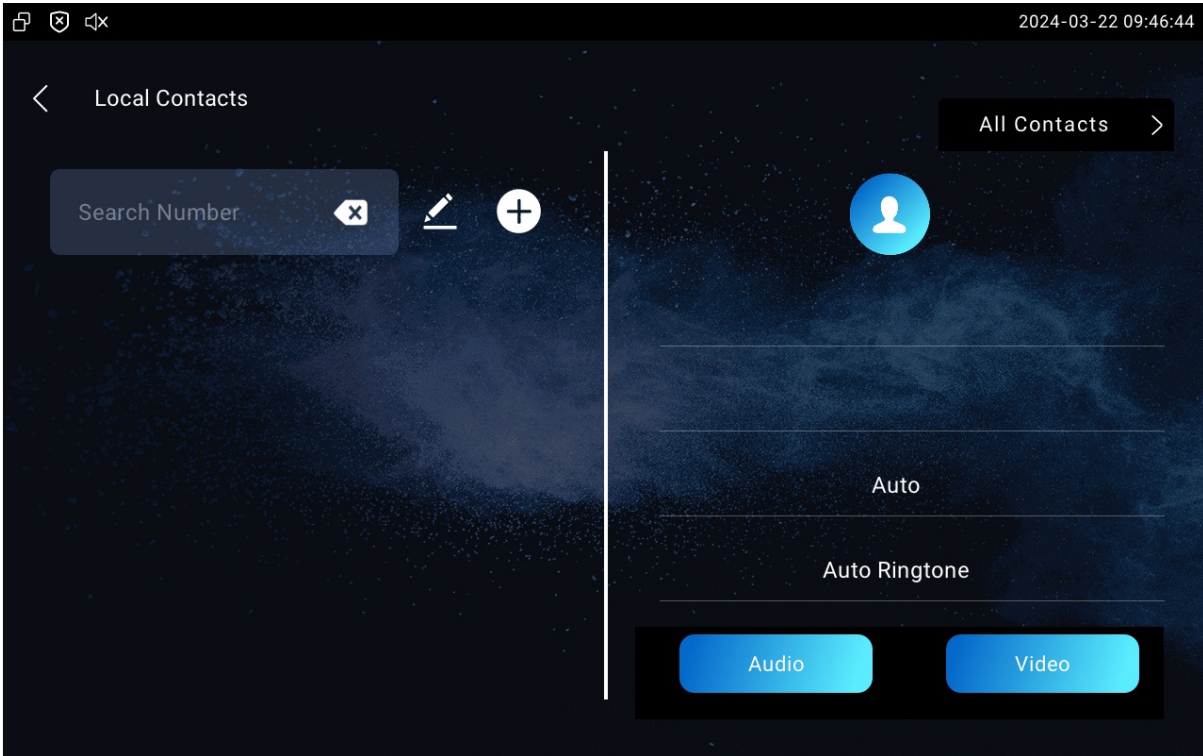 2024-03-22 09:46:44
Local Contacts
All Contacts
Search Number
Auto
Auto Ringtone
Audio
Video